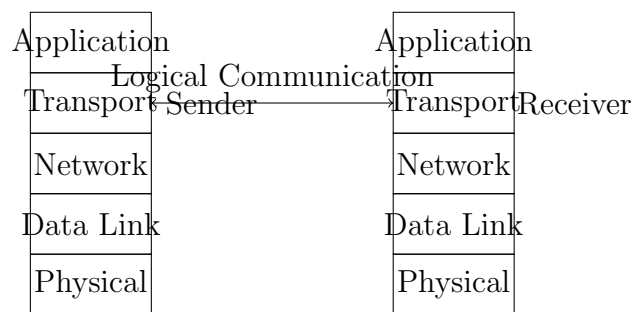 Application
Application
Logical Communication
Transport
Sender
Transport
Receiver
Network
Network
Data Link
Data Link
Physical
Physical